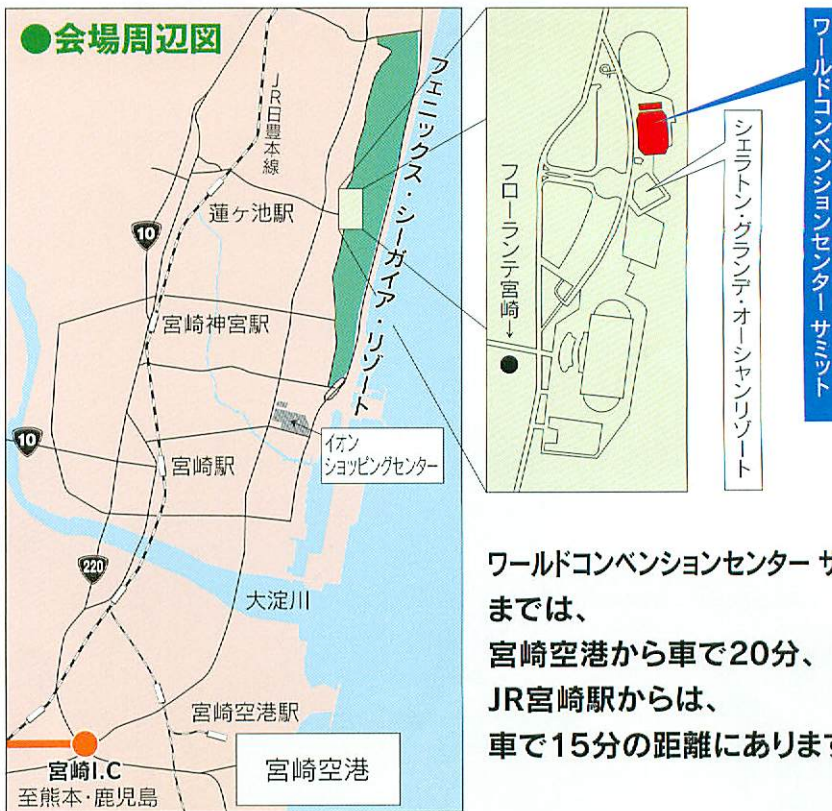 ●会場周辺図
JR日豊本線
フェニックス・シーガイア・リゾート
蓮ヶ池駅
10
宮崎神宮駅
イオン
ショッピングセンター
10
宮崎駅
220
大淀川
宮崎空港駅
宮崎空港
宮崎I.C
至熊本・鹿児島
フローランテ宮崎→
シェラトン・グランデ・オーシャンリゾート
ワールドコンベンションセンター サミット
ワールドコンベンションセンター サ
までは、
宮崎空港から車で20分、
JR宮崎駅からは、
車で15分の距離にあります